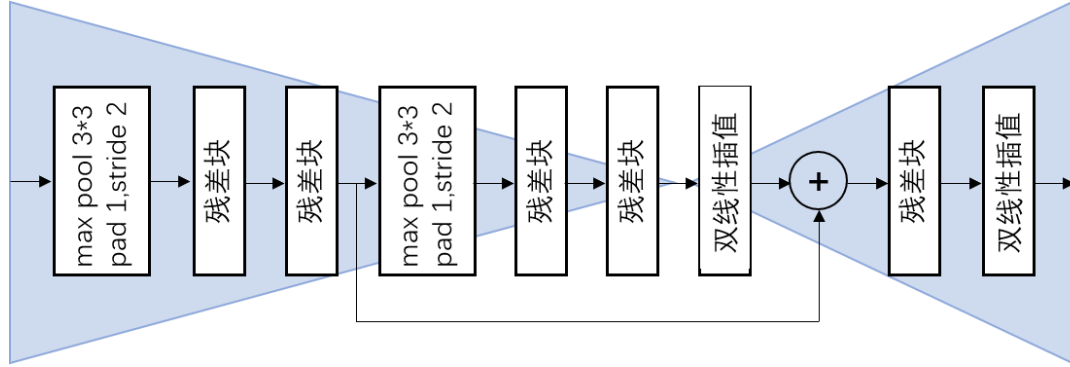 max pool 3*3
pad 1,stride 2
残差块
残差块
max pool 3*3
pad 1,stride 2
残差块
残差块
双线性插值
+
残差块
双线性插值